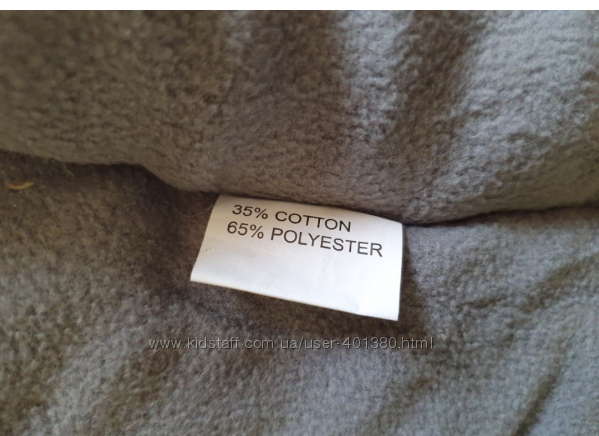 35% COTTON
65% POLYESTER
www.kidstaff.com.ua/user-401380.html